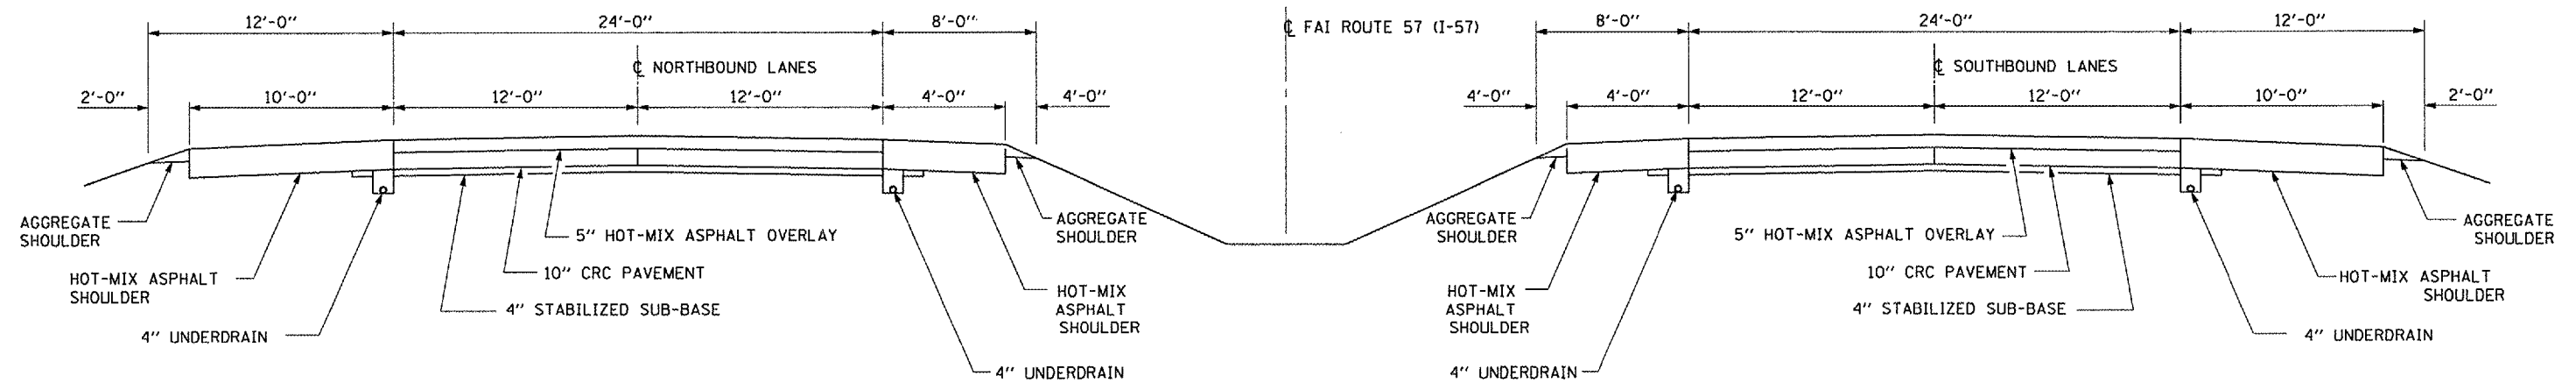 12'-0" 24'-0" 8'-0" ℄ FAI ROUTE 57 (I-57) 8'-0" 24'-0" 12'-0"
℄ NORTHBOUND LANES ℄ SOUTHBOUND LANES
2'-0" 10'-0" 12'-0" 12'-0" 4'-0" 4'-0" 4'-0" 4'-0" 12'-0" 12'-0" 10'-0" 2'-0"
AGGREGATE
SHOULDER
HOT-MIX ASPHALT
SHOULDER
4" UNDERDRAIN
5" HOT-MIX ASPHALT OVERLAY
10" CRC PAVEMENT
4" STABILIZED SUB-BASE
AGGREGATE
SHOULDER
HOT-MIX
ASPHALT
SHOULDER
4" UNDERDRAIN
AGGREGATE
SHOULDER
HOT-MIX
ASPHALT
SHOULDER
4" UNDERDRAIN
5" HOT-MIX ASPHALT OVERLAY
10" CRC PAVEMENT
4" STABILIZED SUB-BASE
AGGREGATE
SHOULDER
HOT-MIX ASPHALT
SHOULDER
4" UNDERDRAIN